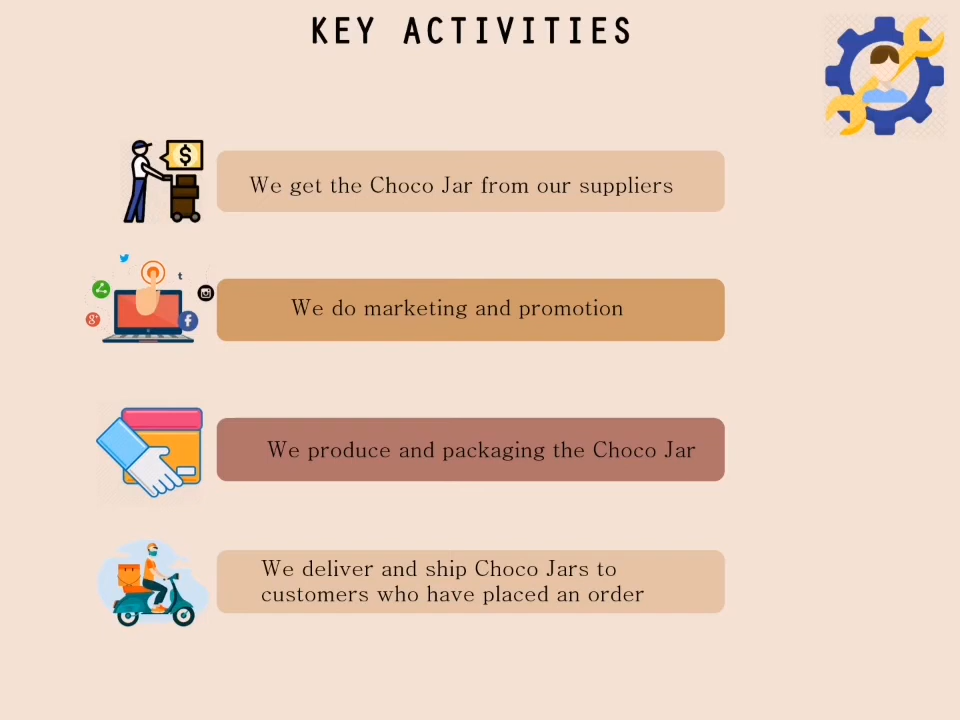 KEY ACTIVITIES
$
We get the Choco Jar from our suppliers
t
g+
f
We do marketing and promotion
We produce and packaging the Choco Jar
We deliver and ship Choco Jars to
customers who have placed an order